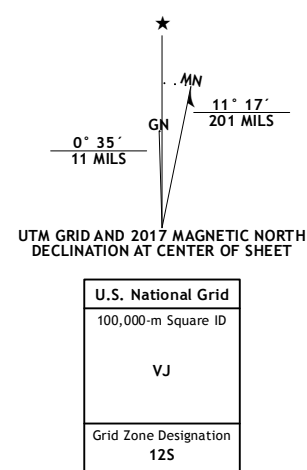 ★
MN
GN
11° 17´
201 MILS
0° 35´
11 MILS
UTM GRID AND 2017 MAGNETIC NORTH
DECLINATION AT CENTER OF SHEET
U.S. National Grid
100,000-m Square ID
VJ
Grid Zone Designation
12S